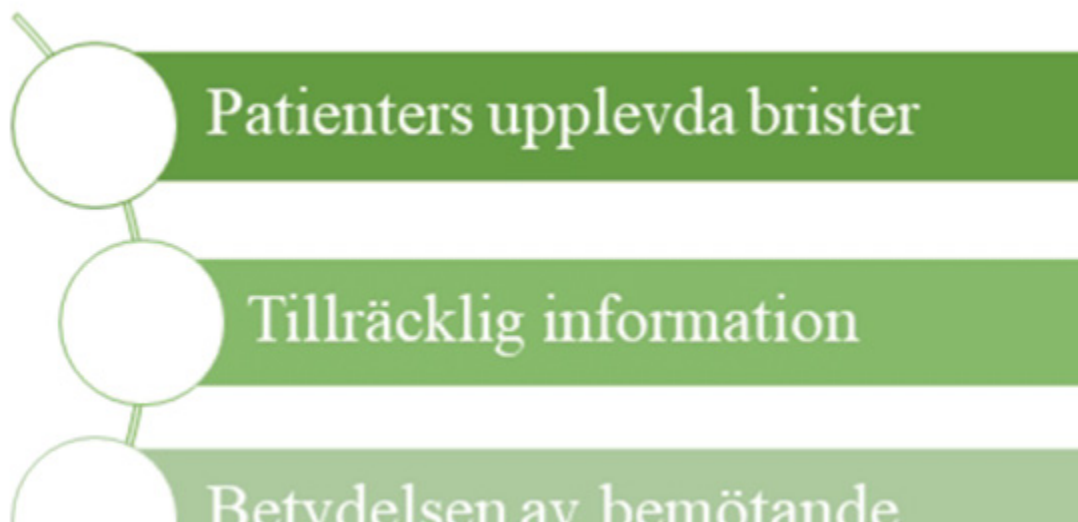 Patienters upplevda brister
Tillräcklig information
Betydelsen av bemötande